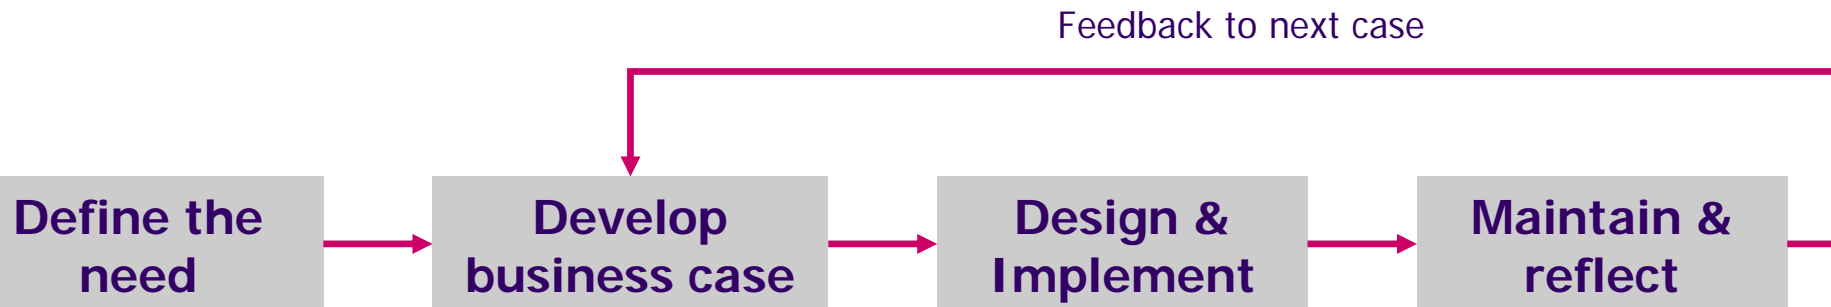 Feedback to next case
Define the
need
Develop
business case
Design &
Implement
Maintain &
reflect